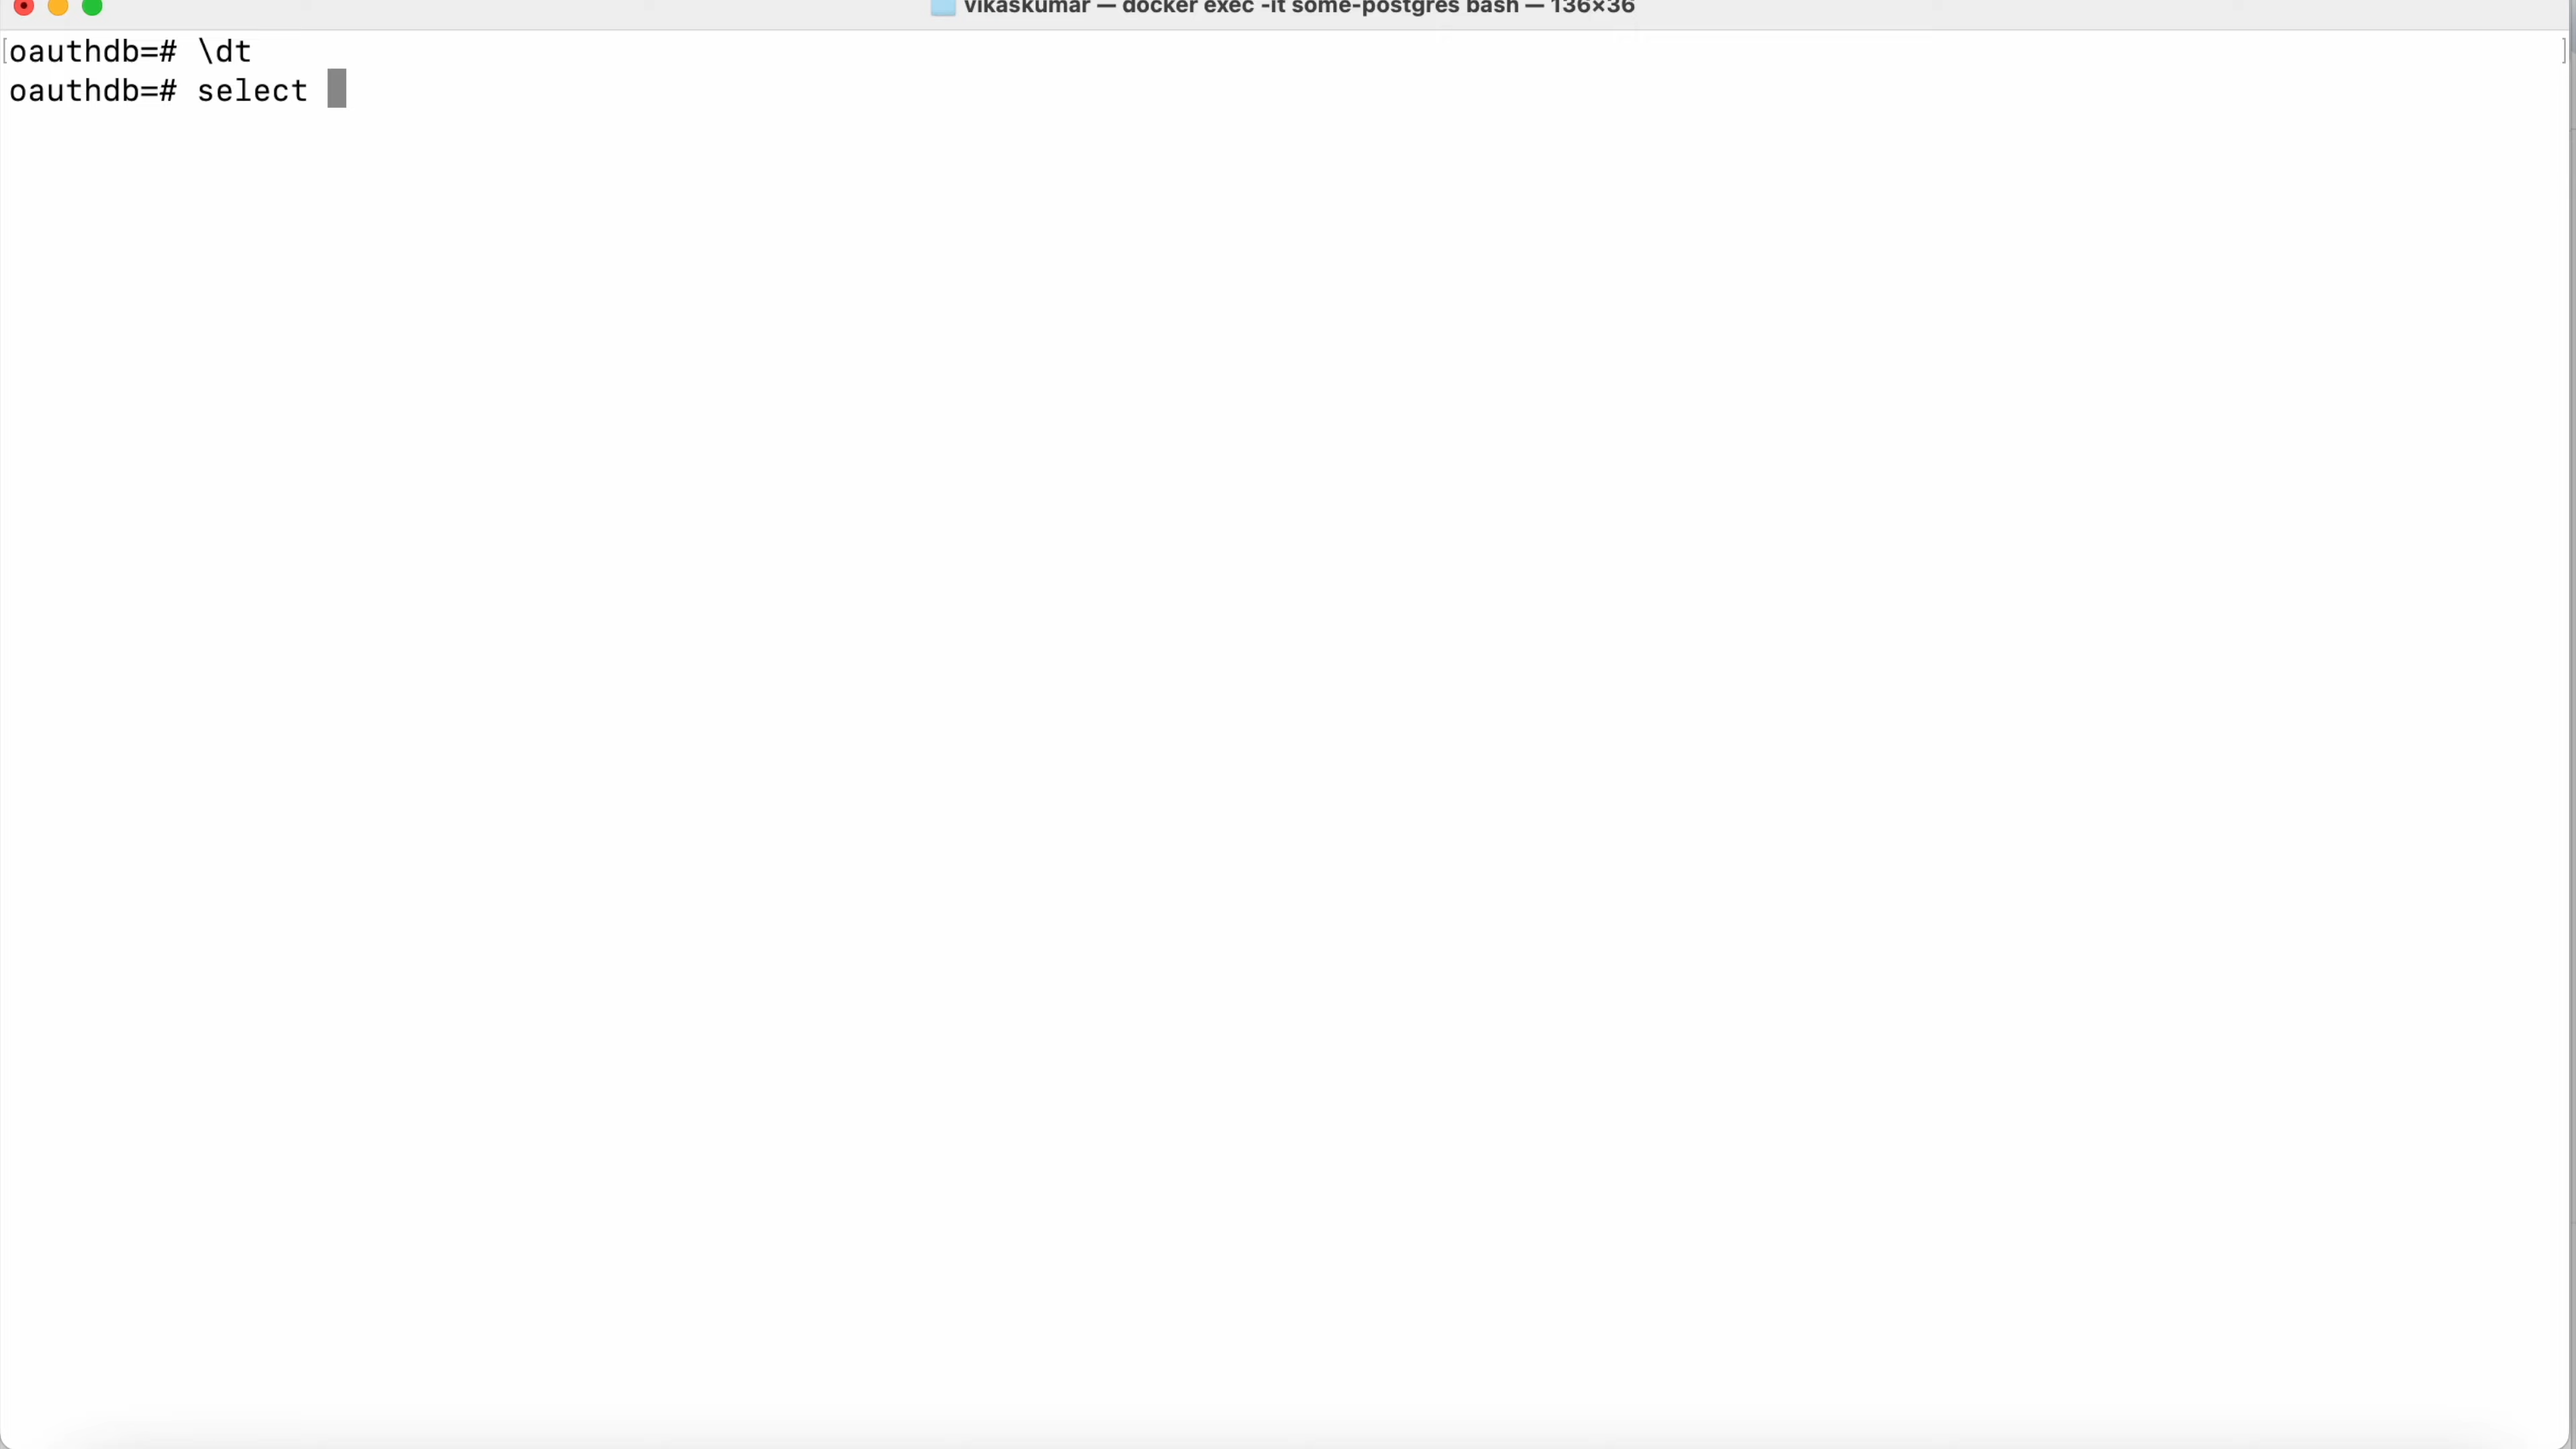 vikaskumar — docker exec -it some-postgres bash — 136×36
oauthdb=# \dt
oauthdb=# select